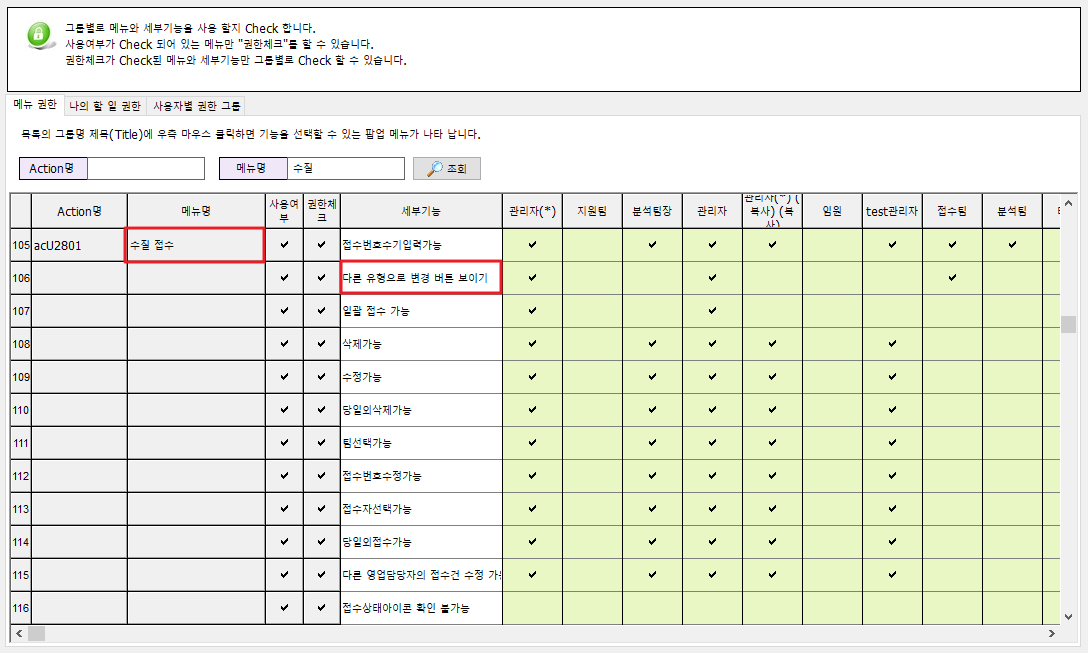 그룹별로 메뉴와 세부기능을 사용 할지 Check 합니다.
사용여부가 Check 되어 있는 메뉴만 "권한체크"를 할 수 있습니다.
권한체크가 Check된 메뉴와 세부기능만 그룹별로 Check 할 수 있습니다.
메뉴 권한 나의 할 일 권한 사용자별 권한 그룹
목록의 그룹명 제목(Title)에 우측 마우스 클릭하면 기능을 선택할 수 있는 팝업 메뉴가 나타 납니다.
Action명 메뉴명 수질 조회
Action명 메뉴명 사용여부 권한체크 세부기능 관리자(*) 지원팀 분석팀장 관리자 관리자(*) (복사) (복사) 임원 test관리자 접수팀 분석팀
105 acU2801 수질 접수 접수번호수기입력가능
106 다른 유형으로 변경 버튼 보이기
107 일괄 접수 가능
108 삭제가능
109 수정가능
110 당일외삭제가능
111 팀선택가능
112 접수번호수정가능
113 접수자선택가능
114 당일외접수가능
115 다른 영업담당자의 접수건 수정 가능
116 접수상태아이콘 확인 불가능